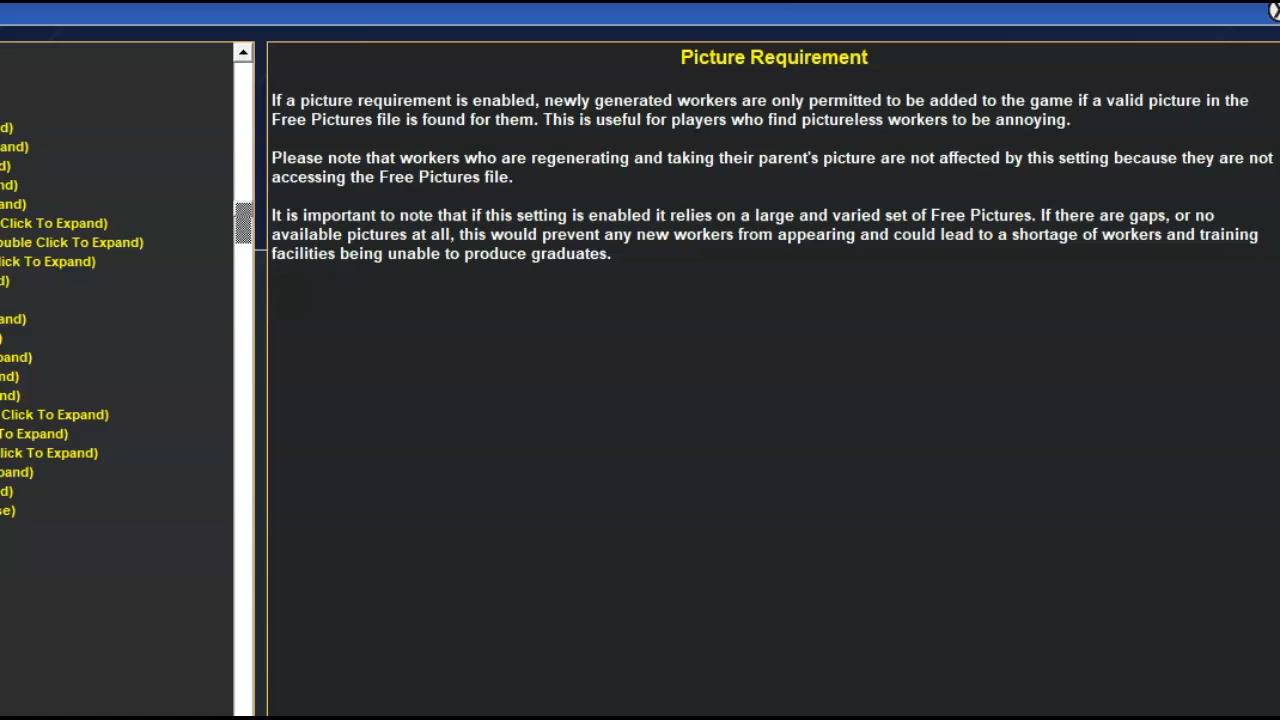 Picture Requirement
If a picture requirement is enabled, newly generated workers are only permitted to be added to the game if a valid picture in the
Free Pictures file is found for them. This is useful for players who find pictureless workers to be annoying.
Please note that workers who are regenerating and taking their parent's picture are not affected by this setting because they are not
accessing the Free Pictures file.
It is important to note that if this setting is enabled it relies on a large and varied set of Free Pictures. If there are gaps, or no
available pictures at all, this would prevent any new workers from appearing and could lead to a shortage of workers and training
facilities being unable to produce graduates.
d)
and)
d)
nd)
and)
Click To Expand)
ouble Click To Expand)
lick To Expand)
d)
and)
)
pand)
nd)
nd)
Click To Expand)
To Expand)
lick To Expand)
pand)
d)
se)